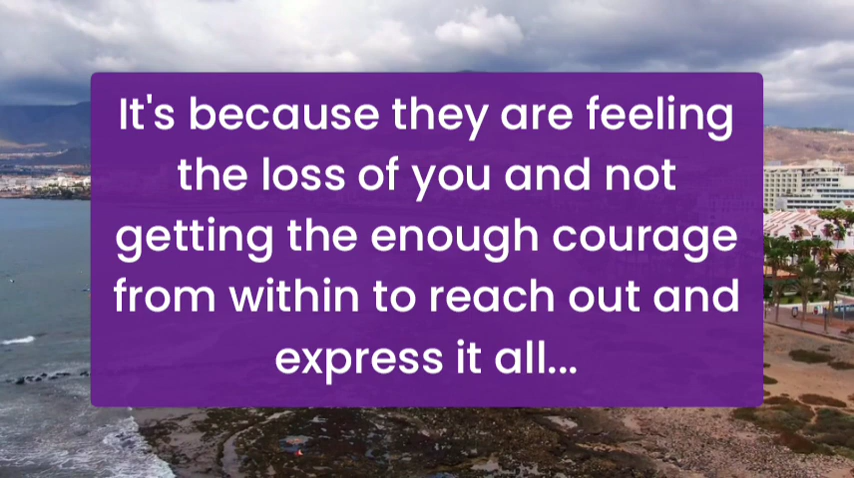 It's because they are feeling
the loss of you and not
getting the enough courage
from within to reach out and
express it all...